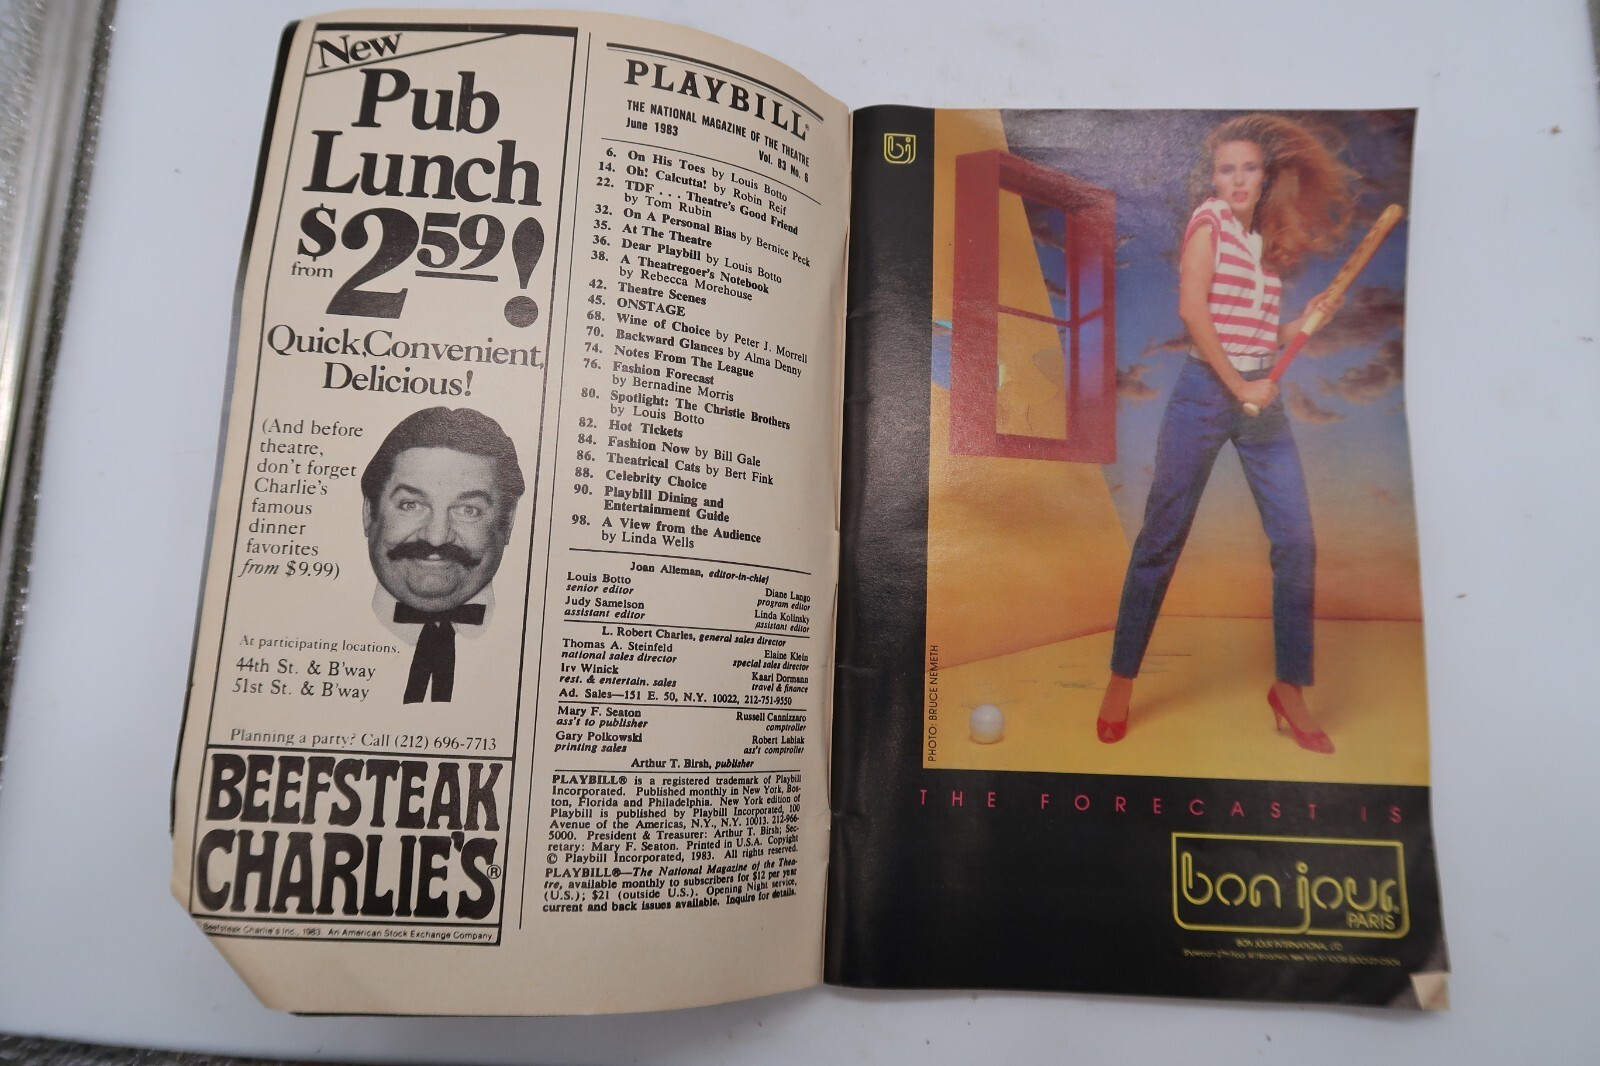 New
Pub
Lunch
$2.59!
from
Quick, Convenient,
Delicious!
(And before
theatre,
don't forget
Charlie's
famous
dinner
favorites
from $9.99)
At participating locations.
44th St. & B'way
51st St. & B'way
Planning a party? Call (212) 696-7713
BEEFSTEAK
CHARLIE'S®
Beefsteak Charlie's Inc., 1983 An American Stock Exchange Company.
PLAYBILL®
THE NATIONAL MAGAZINE OF THE THEATRE
June 1983 Vol. 83 No. 6
6. On His Toes by Louis Botto
14. Oh! Calcutta! by Robin Reif
22. TDF . . . Theatre's Good Friend
by Tom Rubin
32. On A Personal Bias by Bernice Peck
35. At The Theatre
36. Dear Playbill by Louis Botto
38. A Theatregoer's Notebook
by Rebecca Morehouse
42. Theatre Scenes
45. ONSTAGE
68. Wine of Choice by Peter J. Morrell
70. Backward Glances by Alma Denny
74. Notes From The League
76. Fashion Forecast
by Bernadine Morris
80. Spotlight: The Christie Brothers
by Louis Botto
82. Hot Tickets
84. Fashion Now by Bill Gale
86. Theatrical Cats by Bert Fink
88. Celebrity Choice
90. Playbill Dining and
Entertainment Guide
98. A View from the Audience
by Linda Wells
Joan Alleman, editor-in-chief
Louis Botto Diane Lango
senior editor program editor
Judy Samelson Linda Kolinsky
assistant editor assistant editor
L. Robert Charles, general sales director
Thomas A. Steinfeld Elaine Klein
national sales director special sales director
Irv Winick Kaari Dormann
rest. & entertain. sales travel & finance
Ad. Sales—151 E. 50, N.Y. 10022, 212-751-9550
Mary F. Seaton Russell Cannizzaro
ass't to publisher comptroller
Gary Polkowski Robert Labiak
printing sales ass't comptroller
Arthur T. Birsh, publisher
PLAYBILL® is a registered trademark of Playbill
Incorporated. Published monthly in New York, Bos-
ton, Florida and Philadelphia. New York edition of
Playbill is published by Playbill Incorporated, 100
Avenue of the Americas, N.Y., N.Y. 10013. 212-966-
5000. President & Treasurer: Arthur T. Birsh; Sec-
retary: Mary F. Seaton. Printed in U.S.A. Copyright
© Playbill Incorporated, 1983. All rights reserved.
PLAYBILL®—The National Magazine of the Thea-
tre, available monthly to subscribers for $12 per year
(U.S.); $21 (outside U.S.). Opening Night service,
current and back issues available. Inquire for details.
bj
PHOTO: BRUCE NEMETH
THE FORECAST IS
bon jour®
PARIS
BON JOUR INTERNATIONAL, LTD.